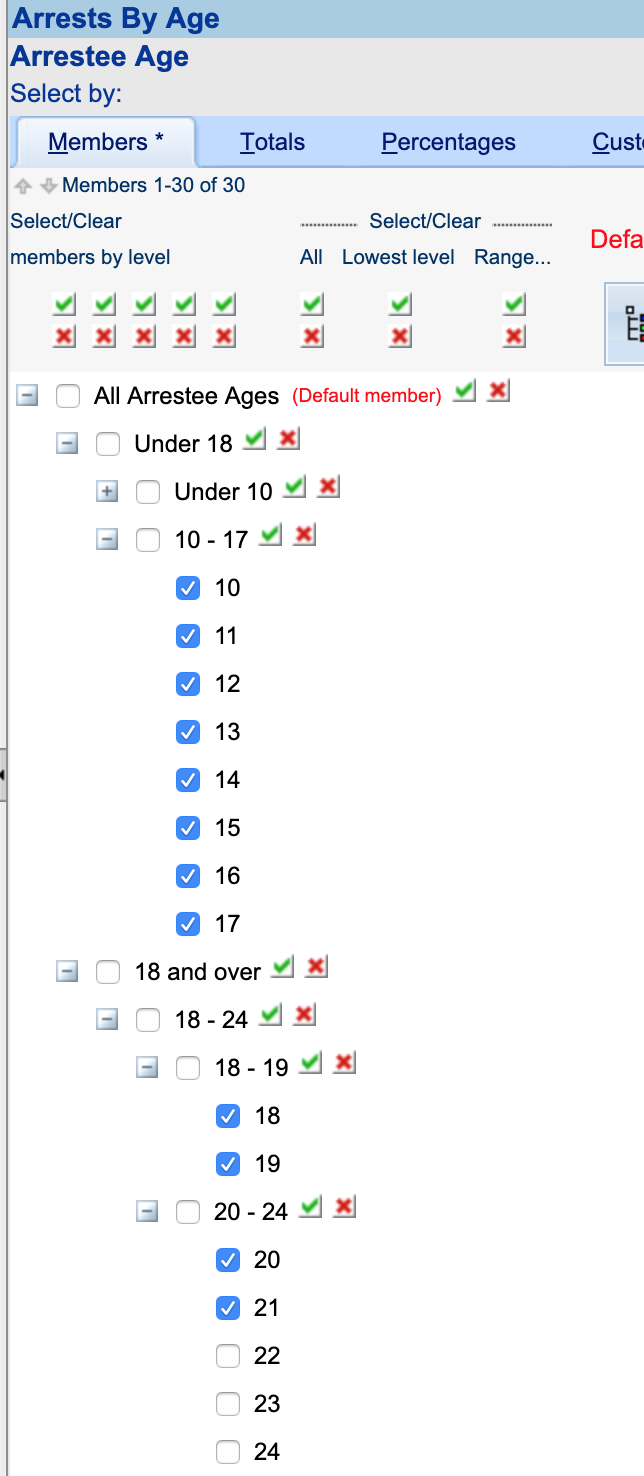 Arrests By Age
Arrestee Age
Select by:
Members * Totals Percentages
Members 1-30 of 30
Select/Clear Select/Clear
members by level All Lowest level Range...
All Arrestee Ages (Default member)
Under 18
Under 10
10 - 17
10
11
12
13
14
15
16
17
18 and over
18 - 24
18 - 19
18
19
20 - 24
20
21
22
23
24